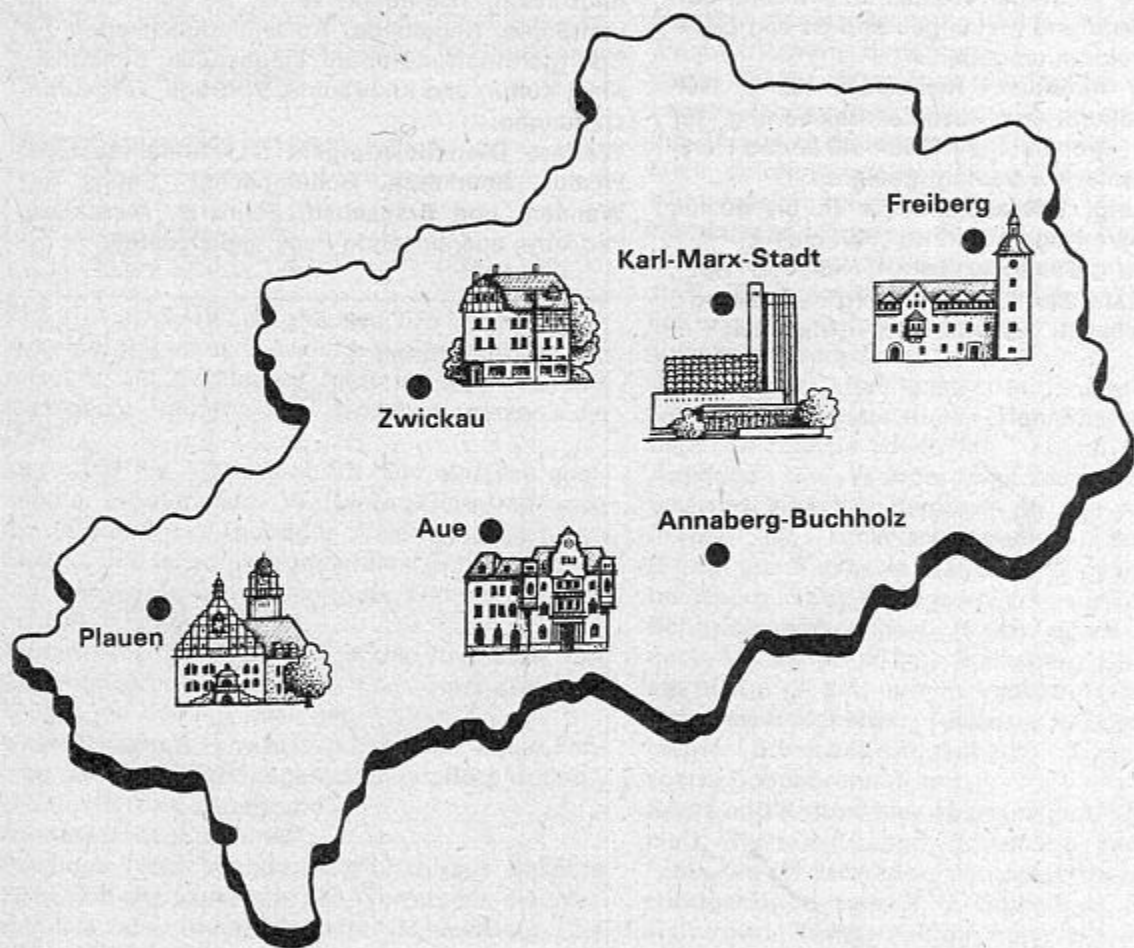 Freiberg
Karl-Marx-Stadt
Zwickau
Aue
Annaberg-Buchholz
Plauen